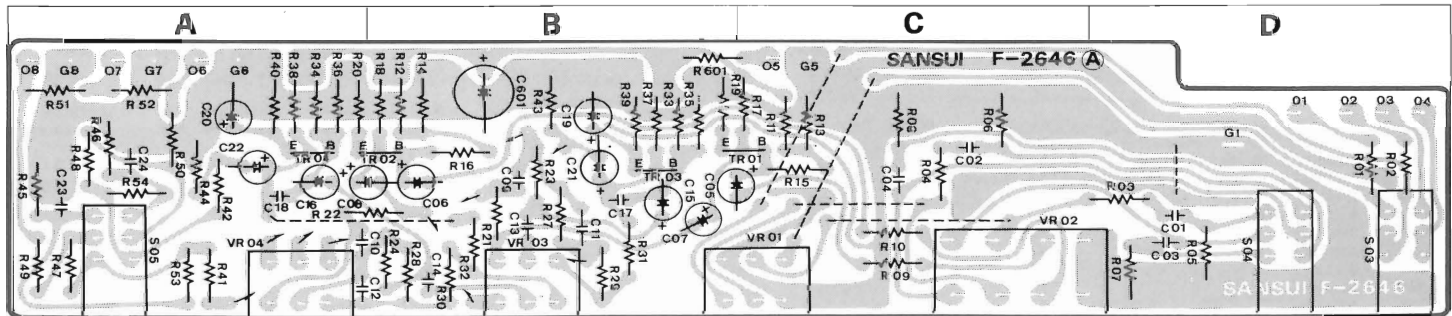 A B C D
SANSUI F-2646 A
O8 G8 O7 G7 O6 G6 R40 R38 R34 R36 R20 R18 R12 R14 C601 R43 C19 R39 R37 R33 R35 R601 R19 R17 O5 G5 R11 R13 R08 R06 O1 O2 O3 O4
R51 R52 C20 G1
R46 R48 C24 R50 C22 E B E B R16 E B E B C02 R01 R02
TR04 TR02 TR03 TR01
R45 C23 R54 R44 R42 C18 C16 C08 C06 C09 R23 C21 C17 C15 C05 R15 C04 R04 R03
R22 C13 R27 C11 C07 C01
R49 R47 S05 R53 R41 VR04 C10 R24 R28 C14 R32 R21 VR03 R31 VR01 R10 VR02 C03 R05 S04 S03
C12 R30 R29 R09 R07
SANSUI F-2646